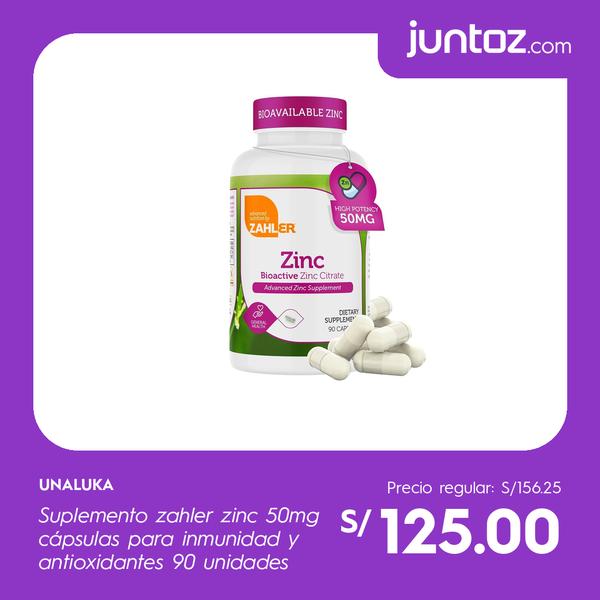 juntoz.com
BIOAVAILABLE ZINC
Zn
HIGH POTENCY
50MG
advanced
nutrition by
ZAHLER
Zinc
Bioactive Zinc Citrate
Advanced Zinc Supplement
GENERAL
HEALTH
DIETARY
SUPPLEMENT
90 CAP
UNALUKA
Suplemento zahler zinc 50mg
cápsulas para inmunidad y
antioxidantes 90 unidades
Precio regular: S/156.25
S/125.00